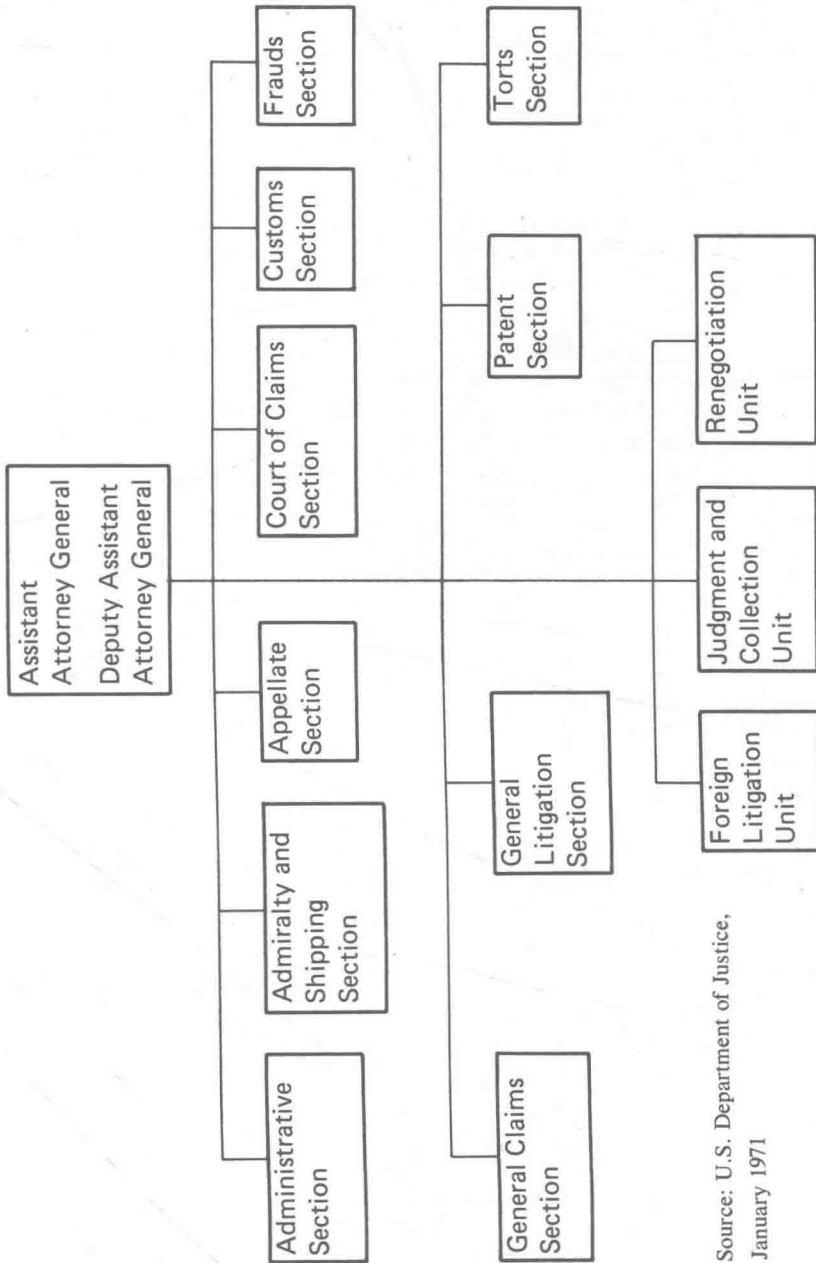 Assistant
Attorney General
Deputy Assistant
Attorney General
Administrative
Section
Admiralty and
Shipping
Section
Appellate
Section
Court of Claims
Section
Customs
Section
Frauds
Section
General Claims
Section
General
Litigation
Section
Patent
Section
Torts
Section
Foreign
Litigation
Unit
Judgment and
Collection
Unit
Renegotiation
Unit
Source: U.S. Department of Justice,
January 1971